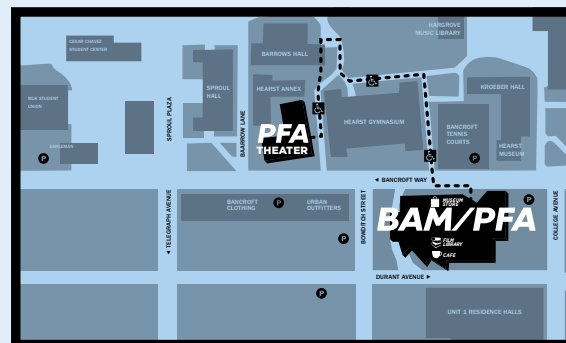 HARGROVE
MUSIC LIBRARY
CESAR CHAVEZ
STUDENT CENTER
BARROWS HALL
SPROUL
HALL
HEARST ANNEX
KROEBER HALL
MLK STUDENT
UNION
SPROUL PLAZA
BAARROW LANE
PFA
THEATER
HEARST GYMNASIUM
BANCROFT
TENNIS
COURTS
HEARST
MUSEUM
P
P
◄ BANCROFT WAY
◄ TELEGRAPH AVENUE
BANCROFT
CLOTHING
P
URBAN
OUTFITTERS
BOWDITCH STREET
MUSEUM
STORE
P
COLLEGE AVENUE
BAM/PFA
P
FILM
LIBRARY
CAFE
DURANT AVENUE ►
P
UNIT 1 RESIDENCE HALLS